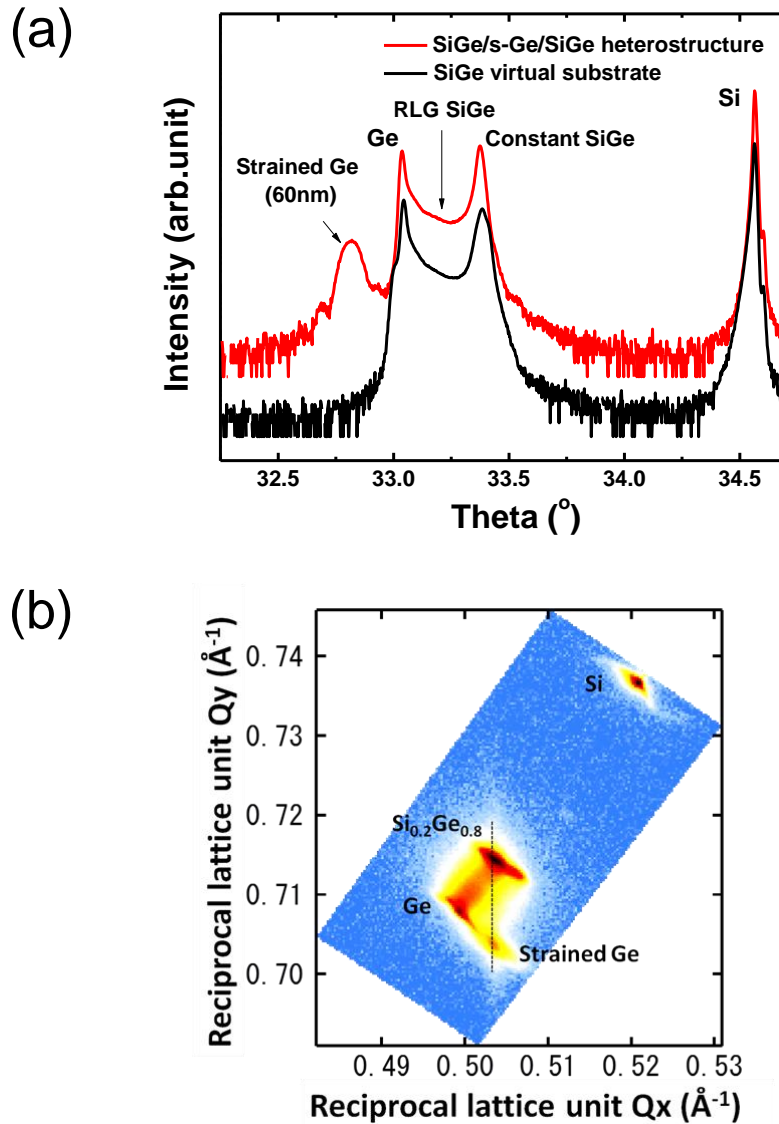 (a)
SiGe/s-Ge/SiGe heterostructure
SiGe virtual substrate
Si
RLG SiGe
Ge
Constant SiGe
Strained Ge
(60nm)
Intensity (arb.unit)
32.5 33.0 33.5 34.0 34.5
Theta (°)
(b)
Reciprocal lattice unit Qy (Å⁻¹)
0.74
0.73
0.72
0.71
0.70
Si
Si₀.₂Ge₀.₈
Ge
Strained Ge
0.49 0.50 0.51 0.52 0.53
Reciprocal lattice unit Qx (Å⁻¹)